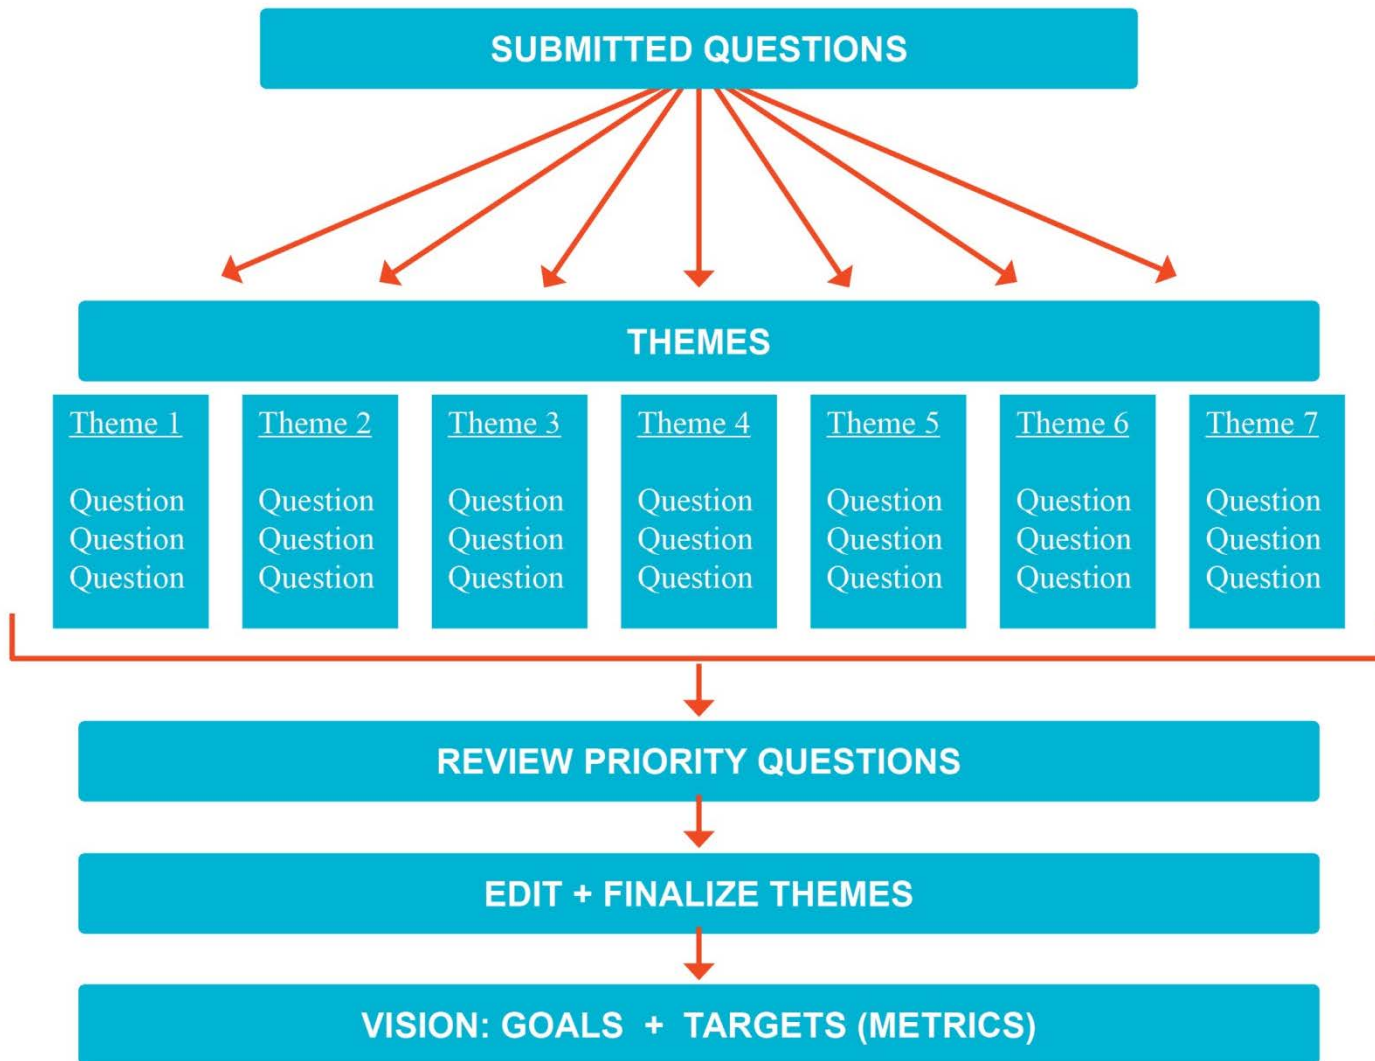 SUBMITTED QUESTIONS
THEMES
Theme 1
Question
Question
Question
Theme 2
Question
Question
Question
Theme 3
Question
Question
Question
Theme 4
Question
Question
Question
Theme 5
Question
Question
Question
Theme 6
Question
Question
Question
Theme 7
Question
Question
Question
REVIEW PRIORITY QUESTIONS
EDIT + FINALIZE THEMES
VISION: GOALS + TARGETS (METRICS)